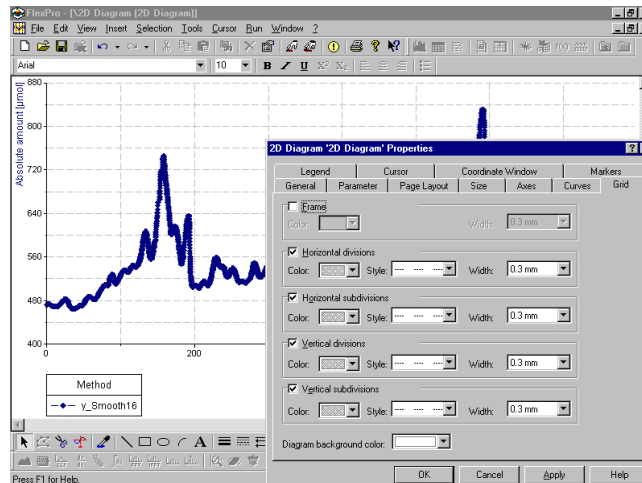 FlexPro - [\2D Diagram (2D Diagram)]
File Edit View Insert Selection Tools Cursor Run Window ?
Arial 10 B I U X² X₂
880
800
720
640
560
480
400
Absolute amount [µmol]
0 200
Method
y_Smooth16
2D Diagram '2D Diagram' Properties
Legend Cursor Coordinate Window Markers
General Parameter Page Layout Size Axes Curves Grid
Frame
Color: Width: 0.3 mm
Horizontal divisions
Color: Style: Width: 0.3 mm
Horizontal subdivisions
Color: Style: Width: 0.3 mm
Vertical divisions
Color: Style: Width: 0.3 mm
Vertical subdivisions
Color: Style: Width: 0.3 mm
Diagram background color:
OK Cancel Apply Help
A
Press F1 for Help.